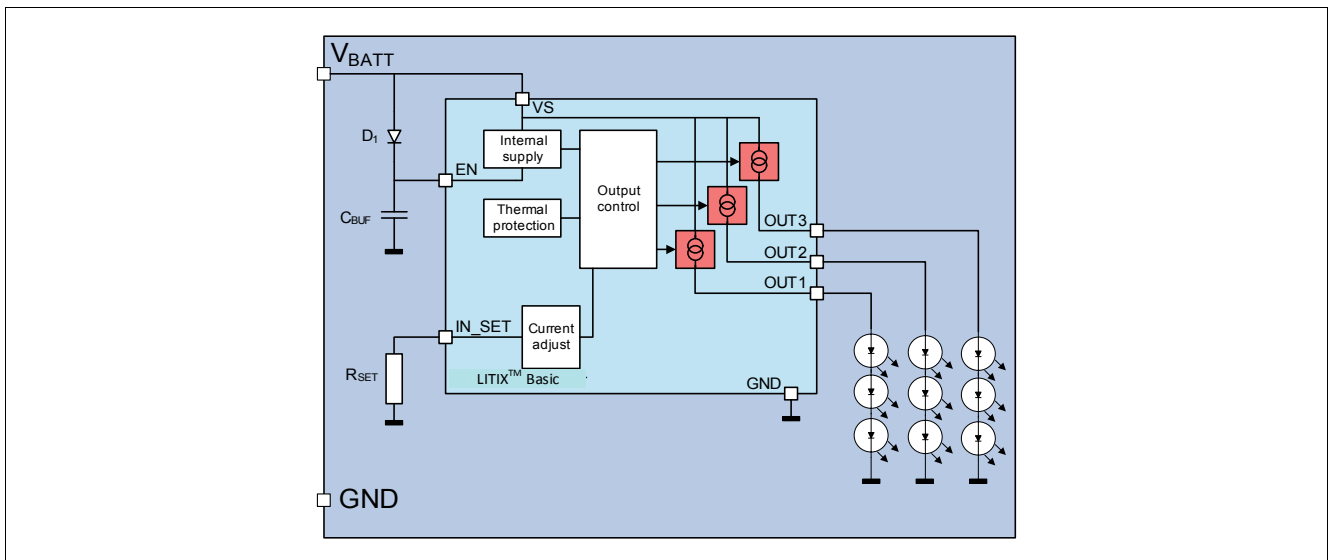 VBATT
VS
D1
Internal
supply
EN
Output
control
CBUF
Thermal
protection
OUT3
OUT2
OUT1
IN_SET
Current
adjust
RSET
LITIX™ Basic
GND
GND